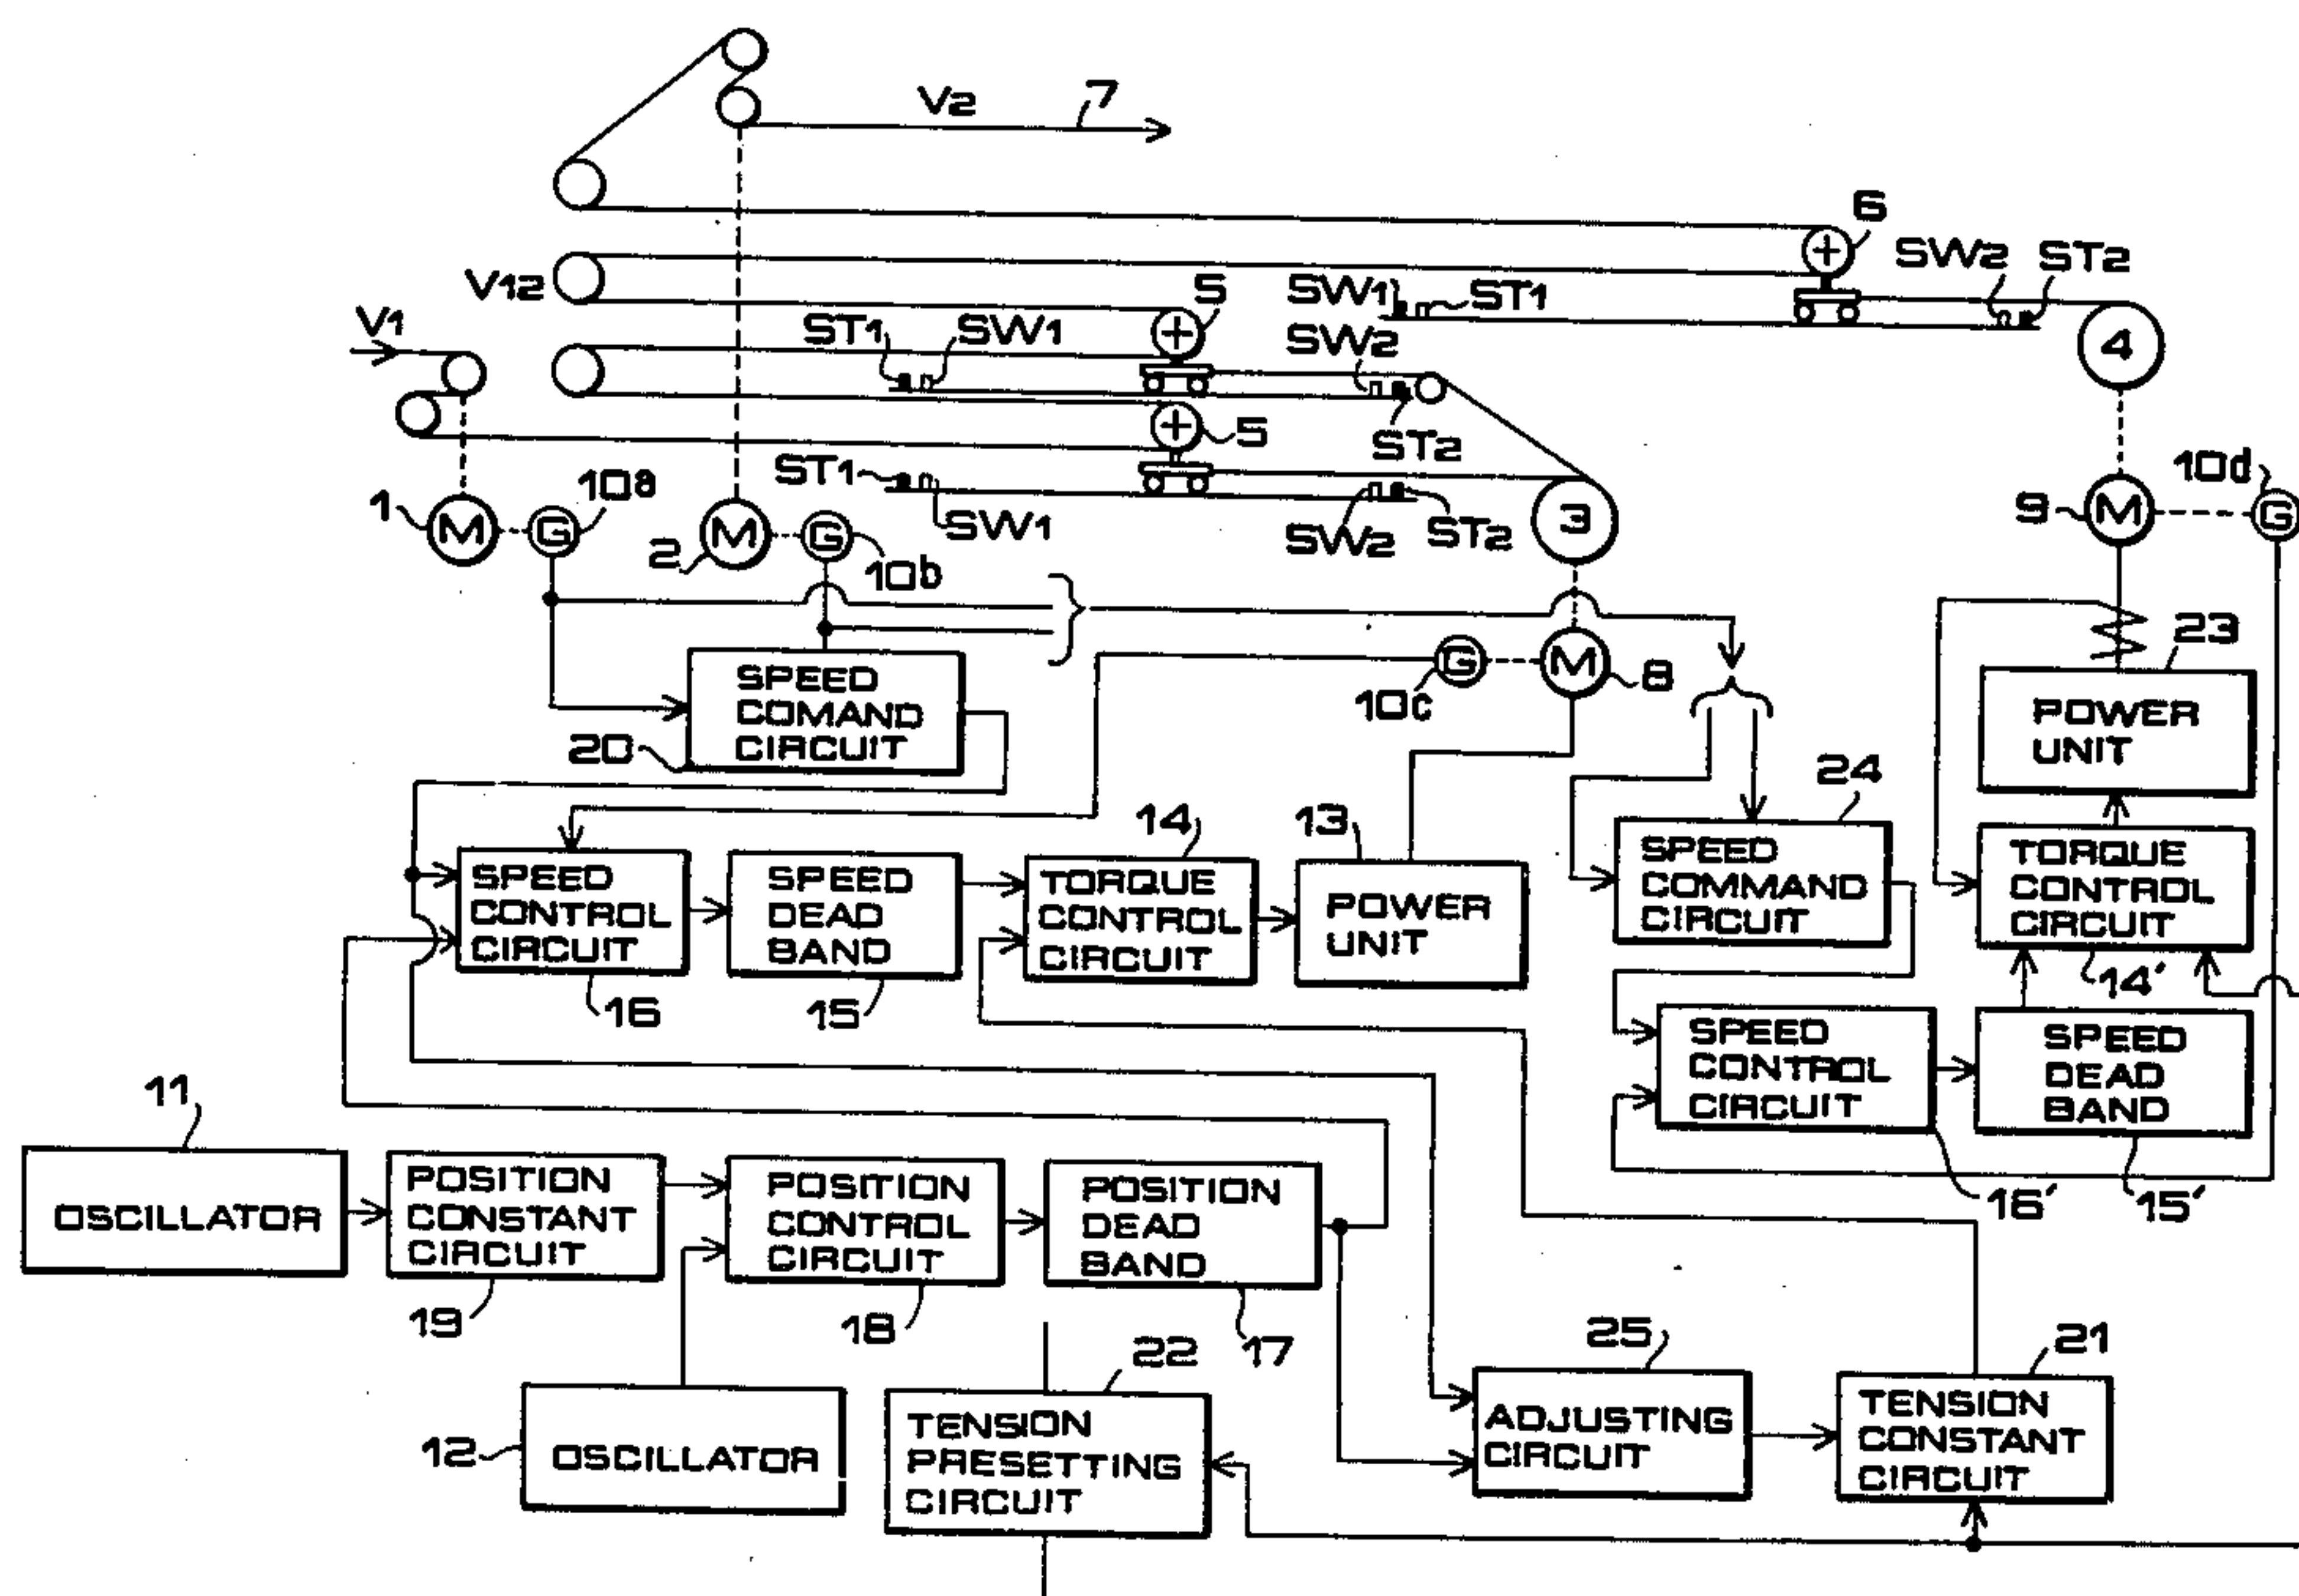 V2
7
6
SW2
ST2
V12
5
SW1
ST1
V1
ST1
SW1
SW2
4
5
ST2
ST1
10a
10d
1
M
G
2
M
G
SW1
SW2
ST2
3
9
M
G
10b
23
G
M
8
10c
SPEED
COMAND
CIRCUIT
20
POWER
UNIT
24
14
13
SPEED
CONTROL
CIRCUIT
SPEED
DEAD
BAND
TORQUE
CONTROL
CIRCUIT
POWER
UNIT
SPEED
COMMAND
CIRCUIT
TORQUE
CONTROL
CIRCUIT
16
15
14'
SPEED
CONTROL
CIRCUIT
SPEED
DEAD
BAND
11
16'
15'
OSCILLATOR
POSITION
CONSTANT
CIRCUIT
POSITION
CONTROL
CIRCUIT
POSITION
DEAD
BAND
19
18
17
22
25
21
12
OSCILLATOR
TENSION
PRESETTING
CIRCUIT
ADJUSTING
CIRCUIT
TENSION
CONSTANT
CIRCUIT